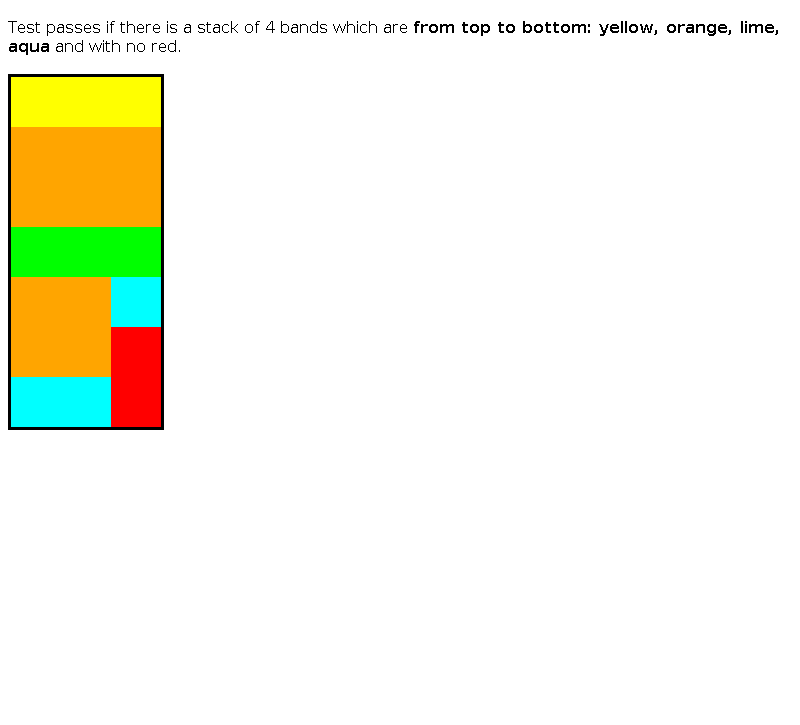 Test passes if there is a stack of 4 bands which are from top to bottom: yellow, orange, lime,
aqua and with no red.